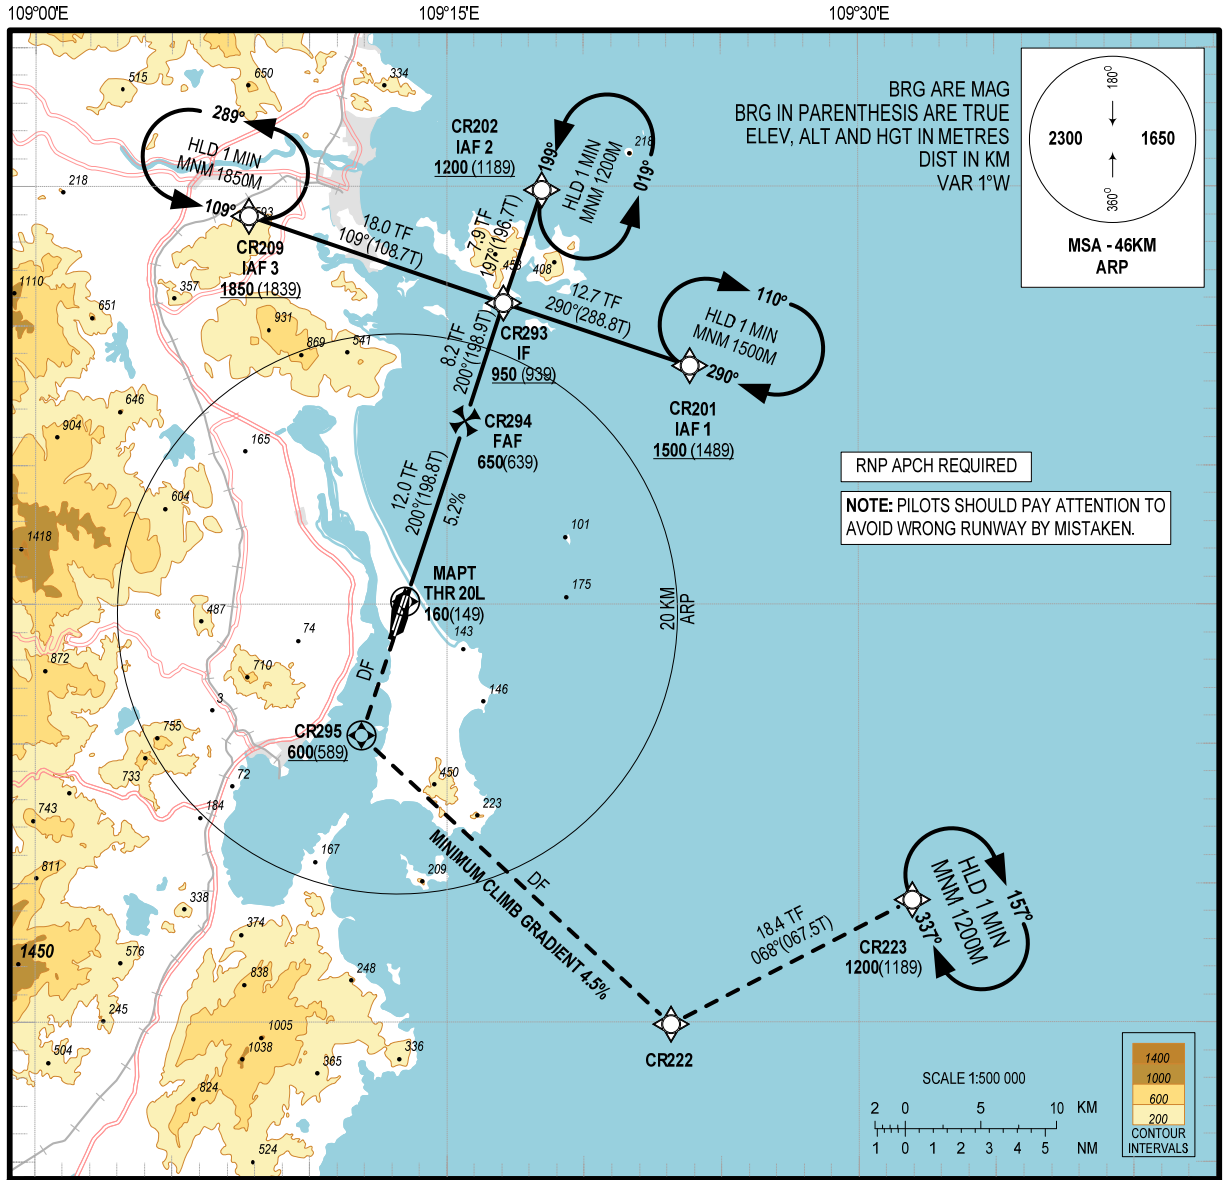 109°00'E
109°15'E
109°30'E
BRG ARE MAG
BRG IN PARENTHESIS ARE TRUE
ELEV, ALT AND HGT IN METRES
DIST IN KM
VAR 1°W
180°
2300
1650
360°
MSA - 46KM
ARP
515
650
334
218
289°
HLD 1 MIN
MNM 1850M
109°
593
CR209
IAF 3
1850 (1839)
18.0 TF
109°(108.7T)
CR202
IAF 2
1200 (1189)
199°
HLD 1 MIN
MNM 1200M
019°
218
7.9 TF
197°(196.7T)
453
408
12.7 TF
290°(288.8T)
110°
HLD 1 MIN
MNM 1500M
290°
CR201
IAF 1
1500 (1489)
CR293
IF
950 (939)
8.2 TF
200°(198.9T)
1110
651
357
931
869
541
646
904
165
604
1418
CR294
FAF
650(639)
12.0 TF
200°(198.8T)
5.2%
RNP APCH REQUIRED
NOTE: PILOTS SHOULD PAY ATTENTION TO
AVOID WRONG RUNWAY BY MISTAKEN.
101
175
MAPT
THR 20L
160(149)
143
20 KM
ARP
487
74
872
710
3
146
DF
CR295
600(589)
755
733
72
743
184
450
223
167
811
209
338
MINIMUM CLIMB GRADIENT 4.5%
DF
374
1450
576
838
248
245
1005
504
1038
365
336
824
524
18.4 TF
068°(067.5T)
HLD 1 MIN
MNM 1200M
157°
337°
CR223
1200(1189)
CR222
SCALE 1:500 000
2 0 5 10 KM
1 0 1 2 3 4 5 NM
1400
1000
600
200
CONTOUR
INTERVALS